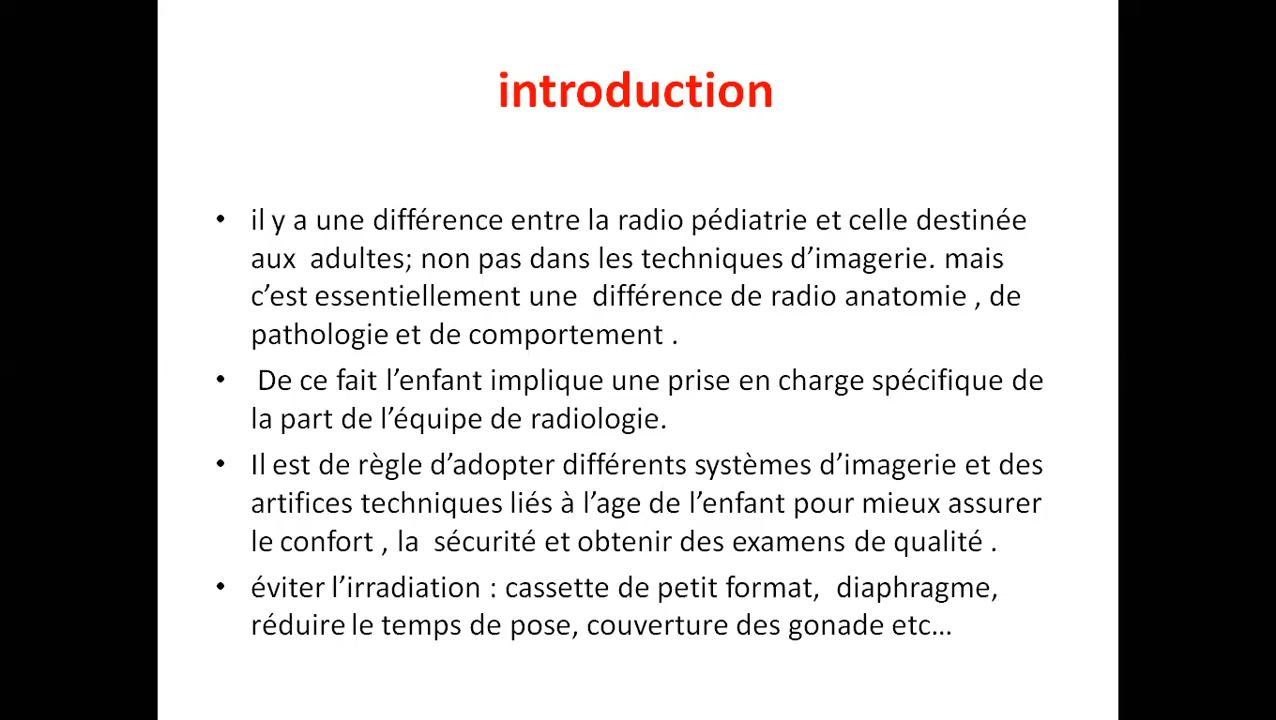 introduction
• il y a une différence entre la radio pédiatrie et celle destinée
aux adultes; non pas dans les techniques d’imagerie. mais
c’est essentiellement une différence de radio anatomie , de
pathologie et de comportement .
• De ce fait l’enfant implique une prise en charge spécifique de
la part de l’équipe de radiologie.
• Il est de règle d’adopter différents systèmes d’imagerie et des
artifices techniques liés à l’age de l’enfant pour mieux assurer
le confort , la sécurité et obtenir des examens de qualité .
• éviter l’irradiation : cassette de petit format, diaphragme,
réduire le temps de pose, couverture des gonade etc…